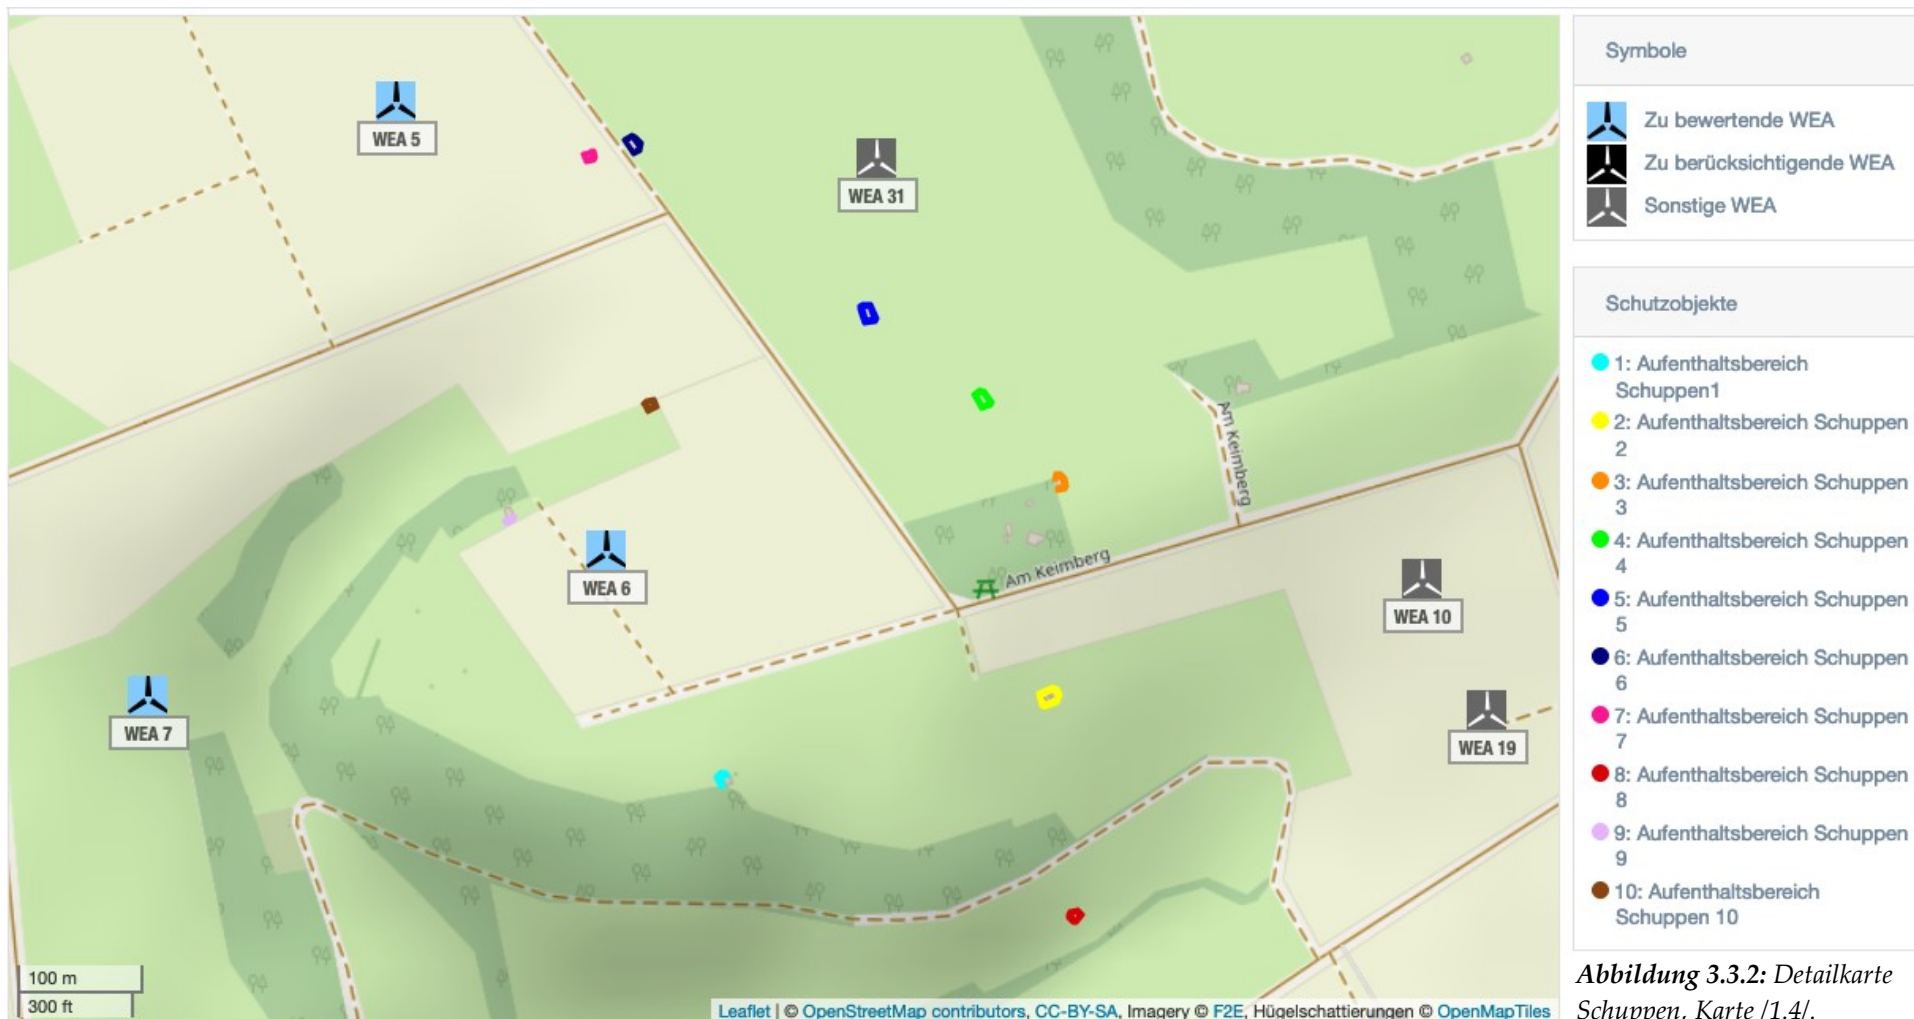 WEA 5
WEA 31
WEA 6
WEA 7
WEA 10
WEA 19
Am Keimberg
Am Keimberg
100 m
300 ft
Leaflet | © OpenStreetMap contributors, CC-BY-SA, Imagery © F2E, Hügelschattierungen © OpenMapTiles
Symbole
Zu bewertende WEA
Zu berücksichtigende WEA
Sonstige WEA
Schutzobjekte
1: Aufenthaltsbereich
Schuppen1
2: Aufenthaltsbereich Schuppen
2
3: Aufenthaltsbereich Schuppen
3
4: Aufenthaltsbereich Schuppen
4
5: Aufenthaltsbereich Schuppen
5
6: Aufenthaltsbereich Schuppen
6
7: Aufenthaltsbereich Schuppen
7
8: Aufenthaltsbereich Schuppen
8
9: Aufenthaltsbereich Schuppen
9
10: Aufenthaltsbereich
Schuppen 10
Abbildung 3.3.2: Detailkarte
Schuppen, Karte /1.4/.